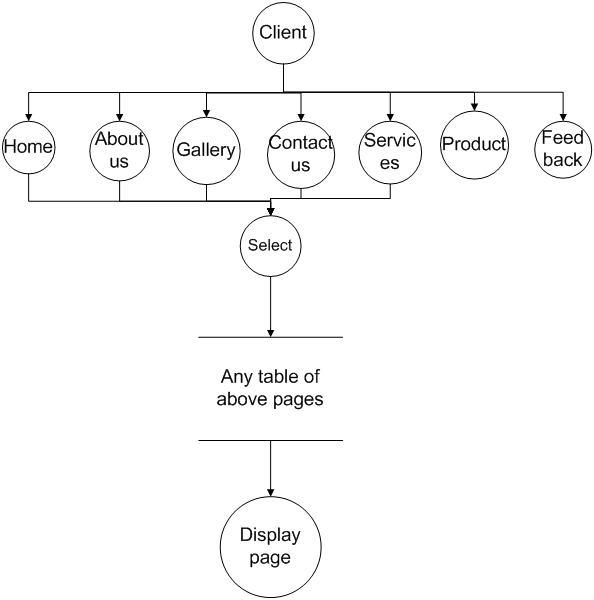 Client
Home
About
us
Gallery
Contact
us
Servic
es
Product
Feed
back
Select
Any table of
above pages
Display
page